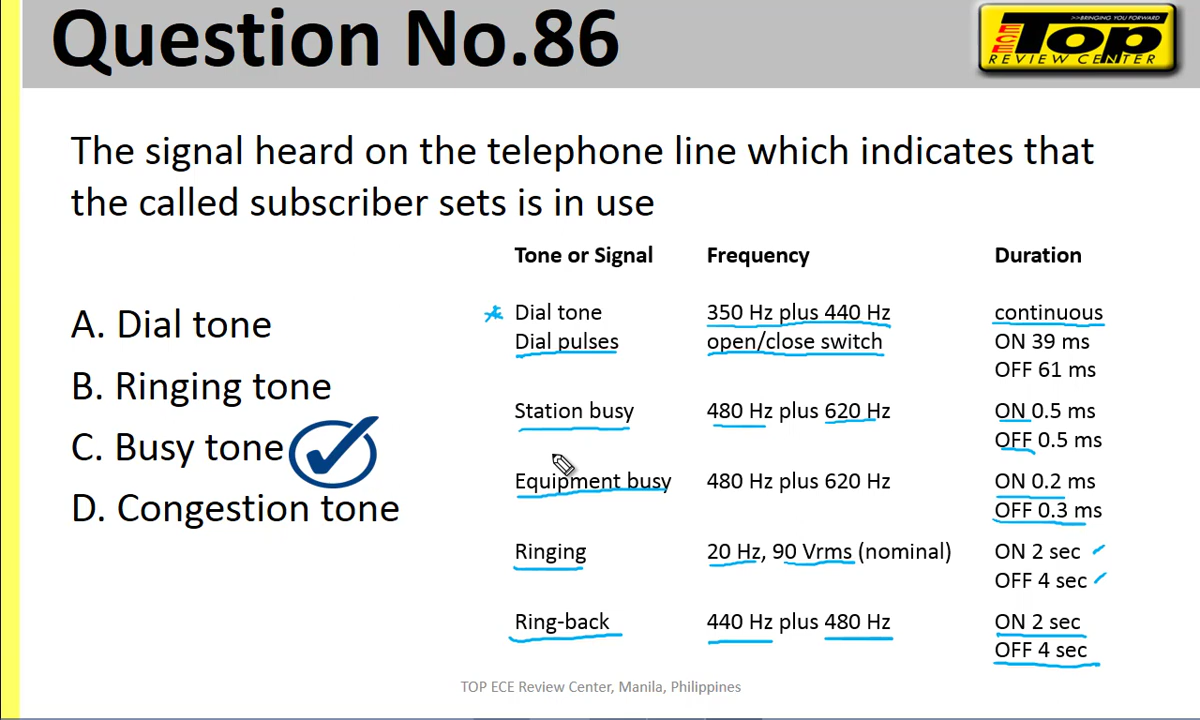 Question No.86
>>BRINGING YOU FORWARD
ECE Top
REVIEW CENTER
The signal heard on the telephone line which indicates that
the called subscriber sets is in use
A. Dial tone
B. Ringing tone
C. Busy tone
D. Congestion tone
Tone or Signal Frequency Duration
Dial tone 350 Hz plus 440 Hz continuous
Dial pulses open/close switch ON 39 ms
OFF 61 ms
Station busy 480 Hz plus 620 Hz ON 0.5 ms
OFF 0.5 ms
Equipment busy 480 Hz plus 620 Hz ON 0.2 ms
OFF 0.3 ms
Ringing 20 Hz, 90 Vrms (nominal) ON 2 sec
OFF 4 sec
Ring-back 440 Hz plus 480 Hz ON 2 sec
OFF 4 sec
TOP ECE Review Center, Manila, Philippines